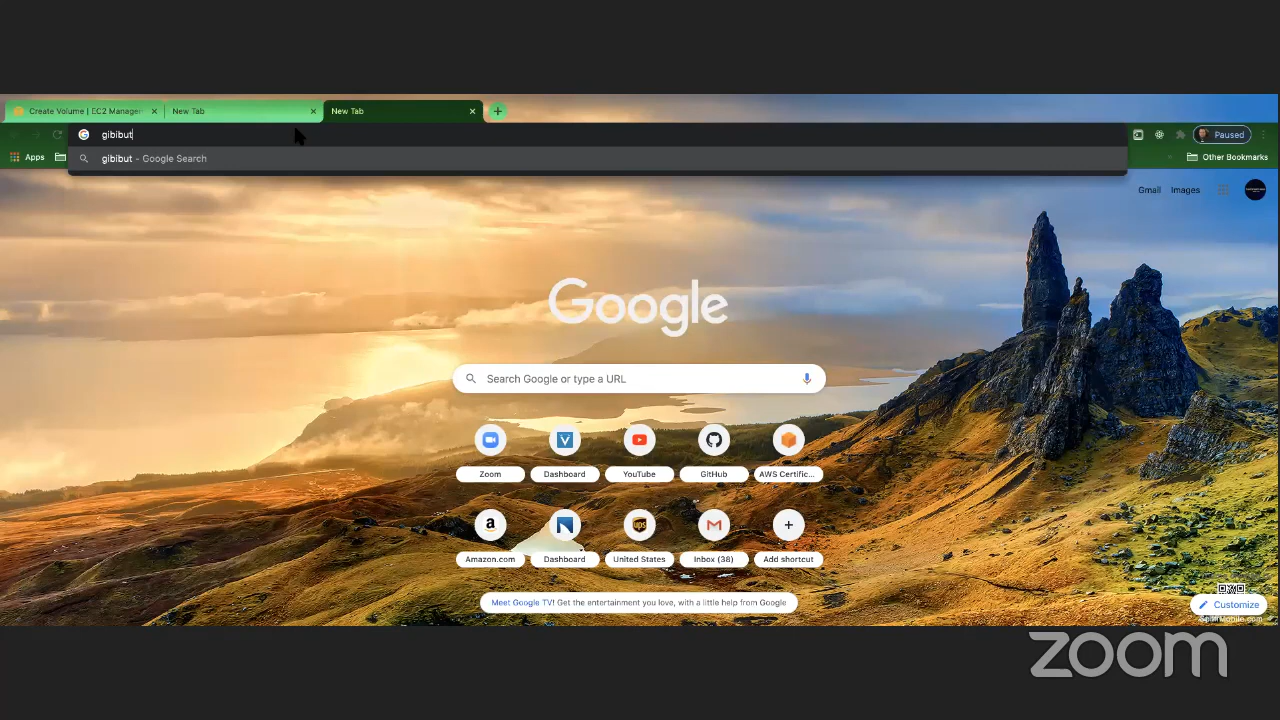 Create Volume | EC2 Manager
New Tab
New Tab
gibibut
Paused
Apps
gibibut - Google Search
Other Bookmarks
Gmail
Images
Google
Search Google or type a URL
Zoom
Dashboard
YouTube
GitHub
AWS Certific...
Amazon.com
Dashboard
United States
Inbox (38)
Add shortcut
Meet Google TV! Get the entertainment you love, with a little help from Google
Customize
zoom